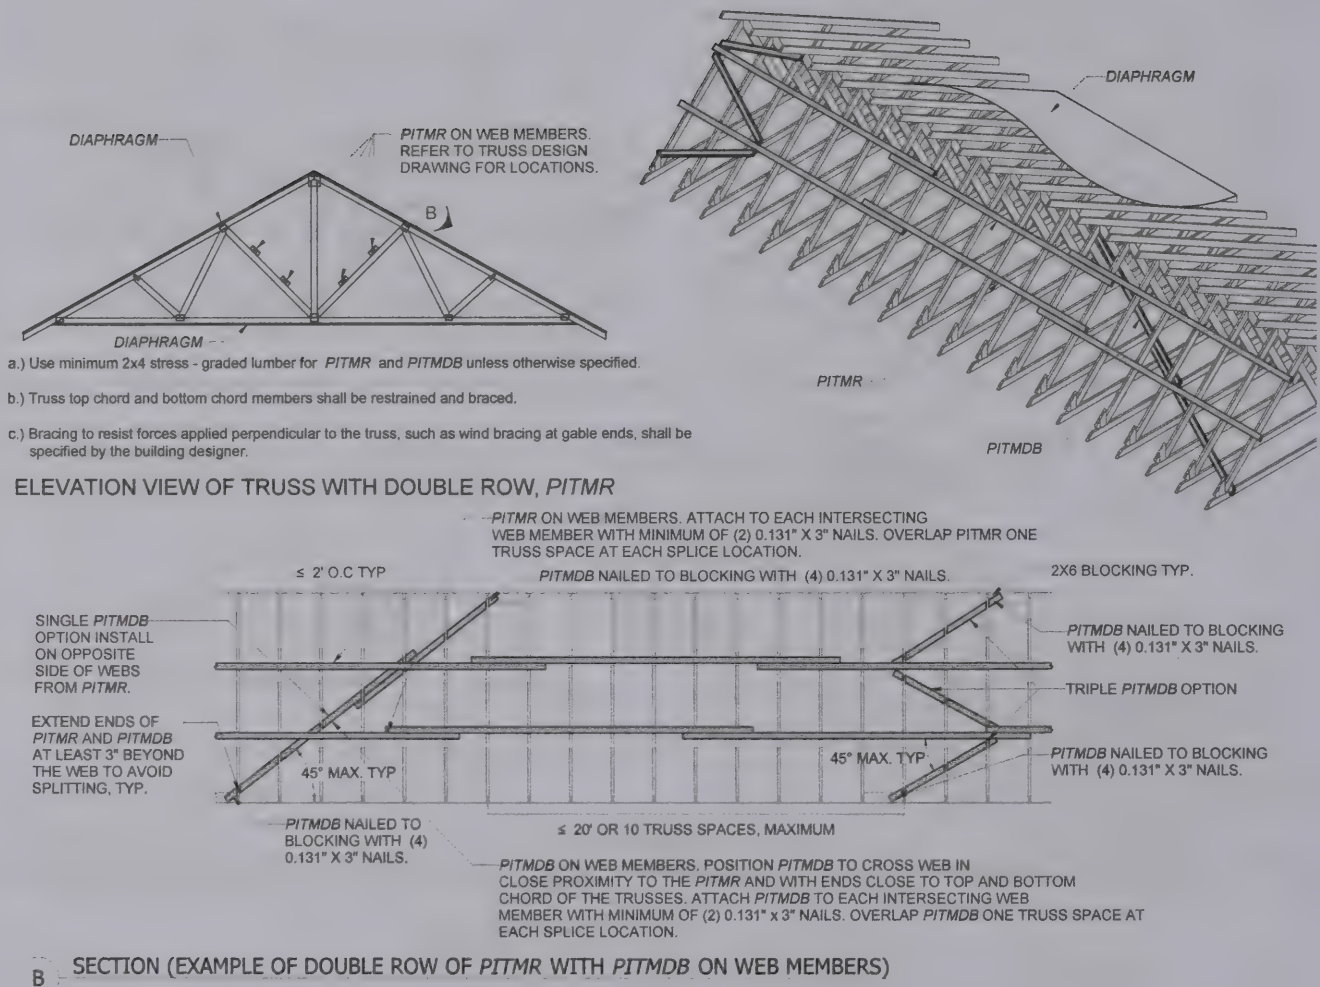 DIAPHRAGM
DIAPHRAGM
PITMR ON WEB MEMBERS.
REFER TO TRUSS DESIGN
DRAWING FOR LOCATIONS.
B
DIAPHRAGM
a.) Use minimum 2x4 stress - graded lumber for PITMR and PITMDB unless otherwise specified.
b.) Truss top chord and bottom chord members shall be restrained and braced.
c.) Bracing to resist forces applied perpendicular to the truss, such as wind bracing at gable ends, shall be
specified by the building designer.
PITMR
PITMDB
ELEVATION VIEW OF TRUSS WITH DOUBLE ROW, PITMR
PITMR ON WEB MEMBERS. ATTACH TO EACH INTERSECTING
WEB MEMBER WITH MINIMUM OF (2) 0.131" X 3" NAILS. OVERLAP PITMR ONE
TRUSS SPACE AT EACH SPLICE LOCATION.
≤ 2' O.C TYP
PITMDB NAILED TO BLOCKING WITH (4) 0.131" X 3" NAILS.
2X6 BLOCKING TYP.
SINGLE PITMDB
OPTION INSTALL
ON OPPOSITE
SIDE OF WEBS
FROM PITMR.
PITMDB NAILED TO BLOCKING
WITH (4) 0.131" X 3" NAILS.
TRIPLE PITMDB OPTION
EXTEND ENDS OF
PITMR AND PITMDB
AT LEAST 3" BEYOND
THE WEB TO AVOID
SPLITTING, TYP.
45° MAX. TYP
45° MAX. TYP
PITMDB NAILED TO BLOCKING
WITH (4) 0.131" X 3" NAILS.
PITMDB NAILED TO
BLOCKING WITH (4)
0.131" X 3" NAILS.
≤ 20' OR 10 TRUSS SPACES, MAXIMUM
PITMDB ON WEB MEMBERS. POSITION PITMDB TO CROSS WEB IN
CLOSE PROXIMITY TO THE PITMR AND WITH ENDS CLOSE TO TOP AND BOTTOM
CHORD OF THE TRUSSES. ATTACH PITMDB TO EACH INTERSECTING WEB
MEMBER WITH MINIMUM OF (2) 0.131" x 3" NAILS. OVERLAP PITMDB ONE TRUSS SPACE AT
EACH SPLICE LOCATION.
B SECTION (EXAMPLE OF DOUBLE ROW OF PITMR WITH PITMDB ON WEB MEMBERS)